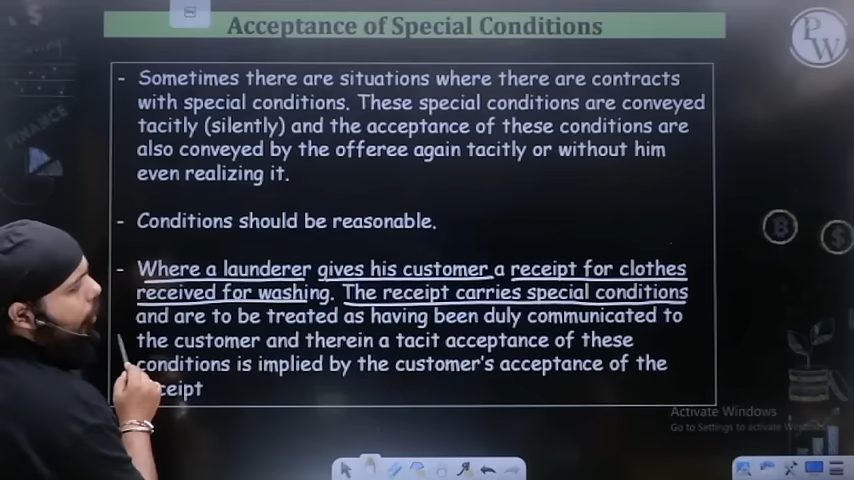 Acceptance of Special Conditions
PW
- Sometimes there are situations where there are contracts
with special conditions. These special conditions are conveyed
tacitly (silently) and the acceptance of these conditions are
also conveyed by the offeree again tacitly or without him
even realizing it.
- Conditions should be reasonable.
- Where a launderer gives his customer a receipt for clothes
received for washing. The receipt carries special conditions
and are to be treated as having been duly communicated to
the customer and therein a tacit acceptance of these
conditions is implied by the customer's acceptance of the
ceipt
FINANCE
Activate Windows
Go to Settings to activate Windows.